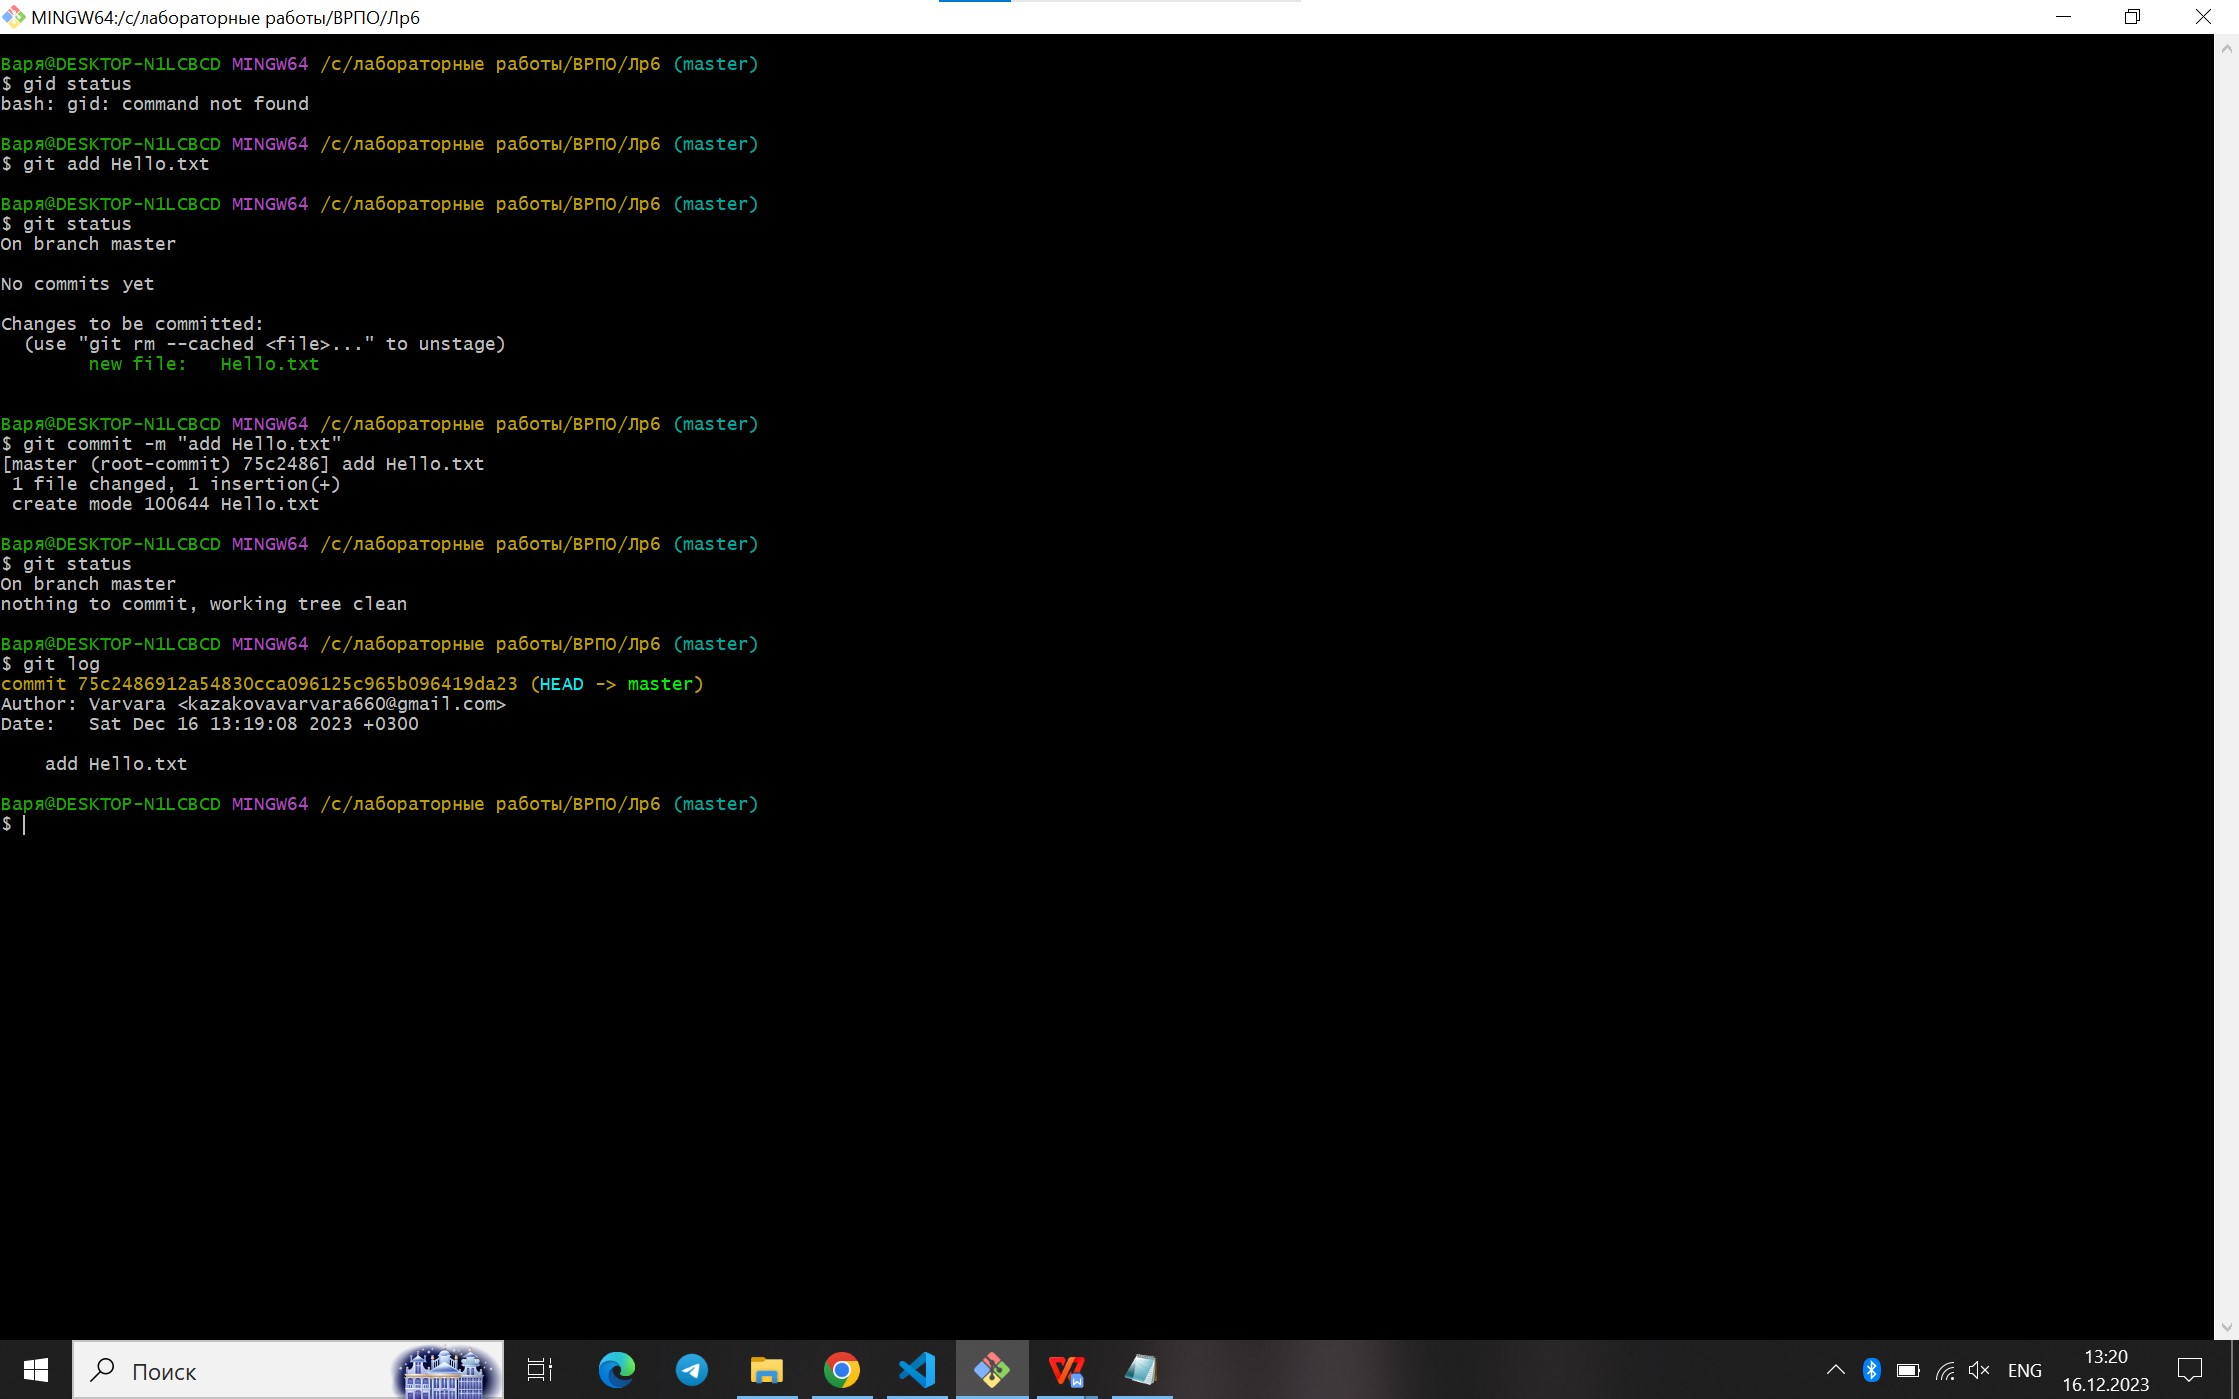 MINGW64:/c/лабораторные работы/ВРПО/Лр6
Варя@DESKTOP-N1LCBCD MINGW64 /c/лабораторные работы/ВРПО/Лр6 (master)
$ gid status
bash: gid: command not found
Варя@DESKTOP-N1LCBCD MINGW64 /c/лабораторные работы/ВРПО/Лр6 (master)
$ git add Hello.txt
Варя@DESKTOP-N1LCBCD MINGW64 /c/лабораторные работы/ВРПО/Лр6 (master)
$ git status
On branch master
No commits yet
Changes to be committed:
(use "git rm --cached <file>..." to unstage)
new file:   Hello.txt
Варя@DESKTOP-N1LCBCD MINGW64 /c/лабораторные работы/ВРПО/Лр6 (master)
$ git commit -m "add Hello.txt"
[master (root-commit) 75c2486] add Hello.txt
1 file changed, 1 insertion(+)
create mode 100644 Hello.txt
Варя@DESKTOP-N1LCBCD MINGW64 /c/лабораторные работы/ВРПО/Лр6 (master)
$ git status
On branch master
nothing to commit, working tree clean
Варя@DESKTOP-N1LCBCD MINGW64 /c/лабораторные работы/ВРПО/Лр6 (master)
$ git log
commit 75c2486912a54830cca096125c965b096419da23 (HEAD -> master)
Author: Varvara <kazakovavarvara660@gmail.com>
Date:   Sat Dec 16 13:19:08 2023 +0300
add Hello.txt
Варя@DESKTOP-N1LCBCD MINGW64 /c/лабораторные работы/ВРПО/Лр6 (master)
$
Поиск
ENG
13:20
16.12.2023